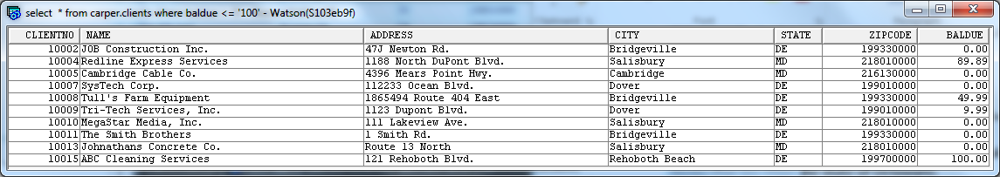 select * from carper.clients where baldue <= '100' - Watson(S103eb9f)
CLIENTNO NAME ADDRESS CITY STATE ZIPCODE BALDUE
10002 JOB Construction Inc. 47J Newton Rd. Bridgeville DE 199330000 0.00
10004 Redline Express Services 1188 North DuPont Blvd. Salisbury MD 218010000 89.89
10005 Cambridge Cable Co. 4396 Mears Point Hwy. Cambridge MD 216130000 0.00
10007 SysTech Corp. 112233 Ocean Blvd. Dover DE 199010000 0.00
10008 Tull's Farm Equipment 1865494 Route 404 East Bridgeville DE 199330000 49.99
10009 Tri-Tech Services, Inc. 1123 Dupont Blvd. Dover DE 199010000 9.99
10010 MegaStar Media, Inc. 111 Lakeview Ave. Salisbury MD 218010000 0.00
10011 The Smith Brothers 1 Smith Rd. Bridgeville DE 199330000 0.00
10013 Johnathans Concrete Co. Route 13 North Salisbury MD 218010000 0.00
10015 ABC Cleaning Services 121 Rehoboth Blvd. Rehoboth Beach DE 199700000 100.00